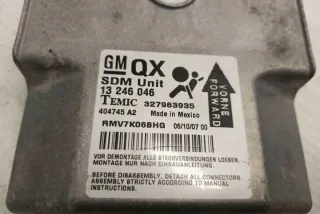 GM QX
SDM Unit
13 246 046
TEMIC 327963935
404745 A2 Made in Mexico
RMV7K06BHG 06/10/07 00
VORNE
FORWARD
VOR DEMONTAGE ALLE STECKVERBINDUNGEN LOESEN.
MONTAGE NUR NACH EINBAUANLEITUNG.
BEFORE DISASSEMBLY, DETACH ALL CONNECTORS.
ASSEMBLY STRICTLY ACCORDING TO MANUAL
INSTRUCTIONS.